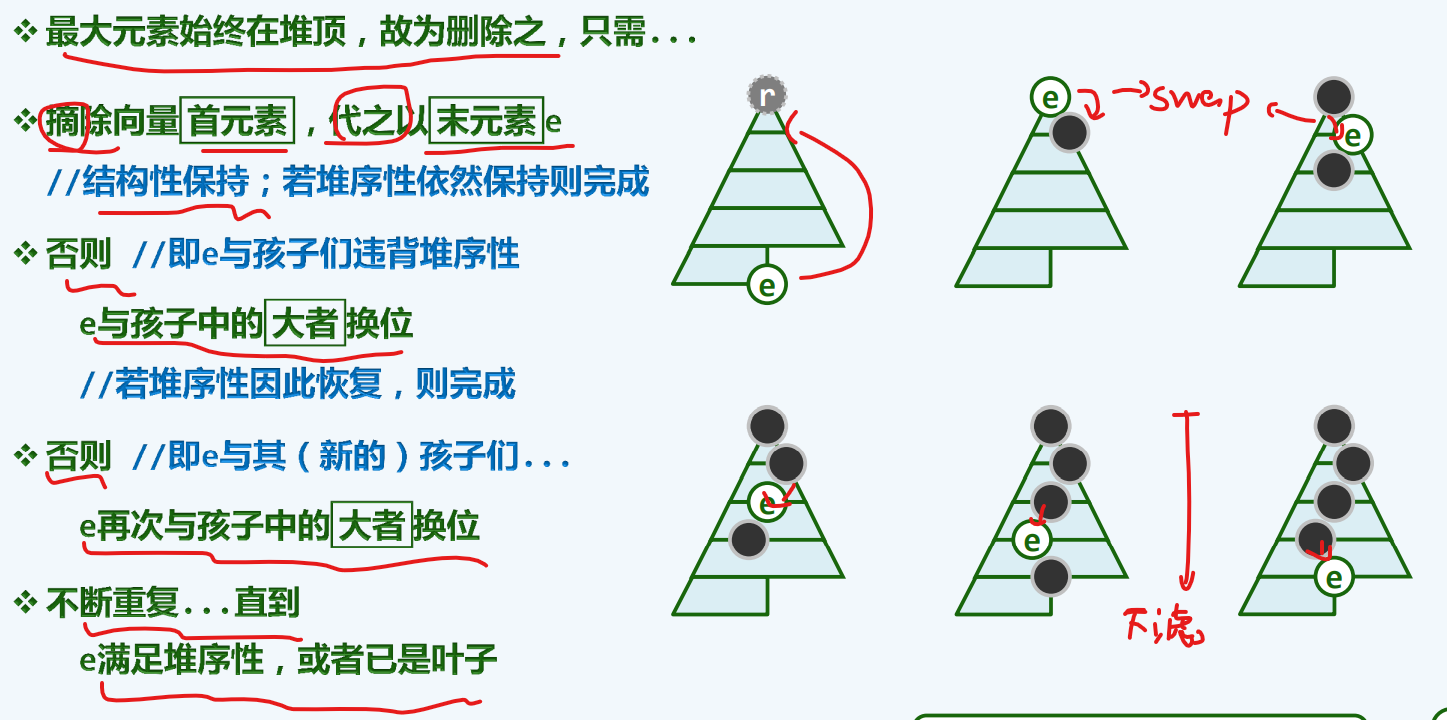 ❖ 最大元素始终在堆顶，故为删除之，只需...
❖ 摘除向量 首元素 ，代之以 末元素 e
//结构性保持；若堆序性依然保持则完成
❖ 否则 //即e与孩子们违背堆序性
e与孩子中的 大者 换位
//若堆序性因此恢复，则完成
❖ 否则 //即e与其（新的）孩子们...
e再次与孩子中的 大者 换位
❖ 不断重复...直到
e满足堆序性，或者已是叶子
r
e
e
swap
e
e
e
e
下滤